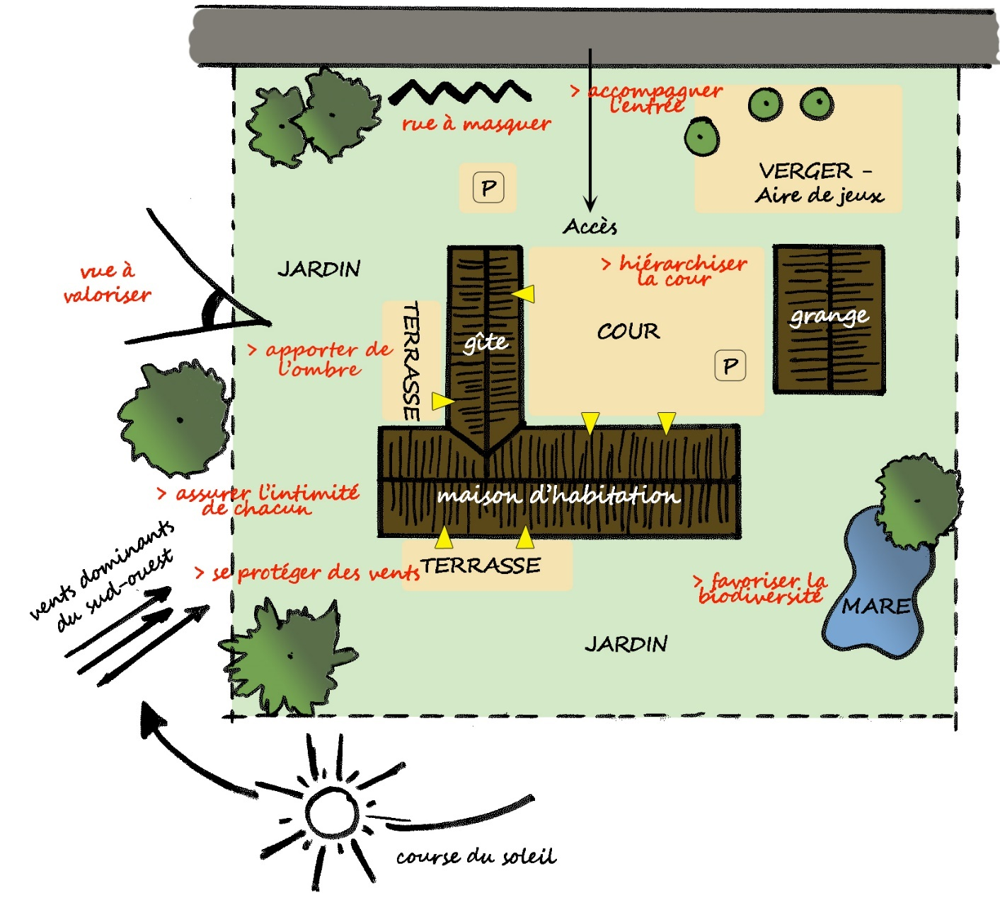 > accompagner
l'entrée
rue à masquer
VERGER -
Aire de jeux
P
Accès
vue à
valoriser
JARDIN
> hiérarchiser
la cour
TERRASSE
gîte
COUR
grange
> apporter de
l'ombre
P
> assurer l'intimité
de chacun
maison d'habitation
vents dominants
du sud-ouest
> se protéger des vents
TERRASSE
> favoriser la
biodiversité
MARE
JARDIN
course du soleil